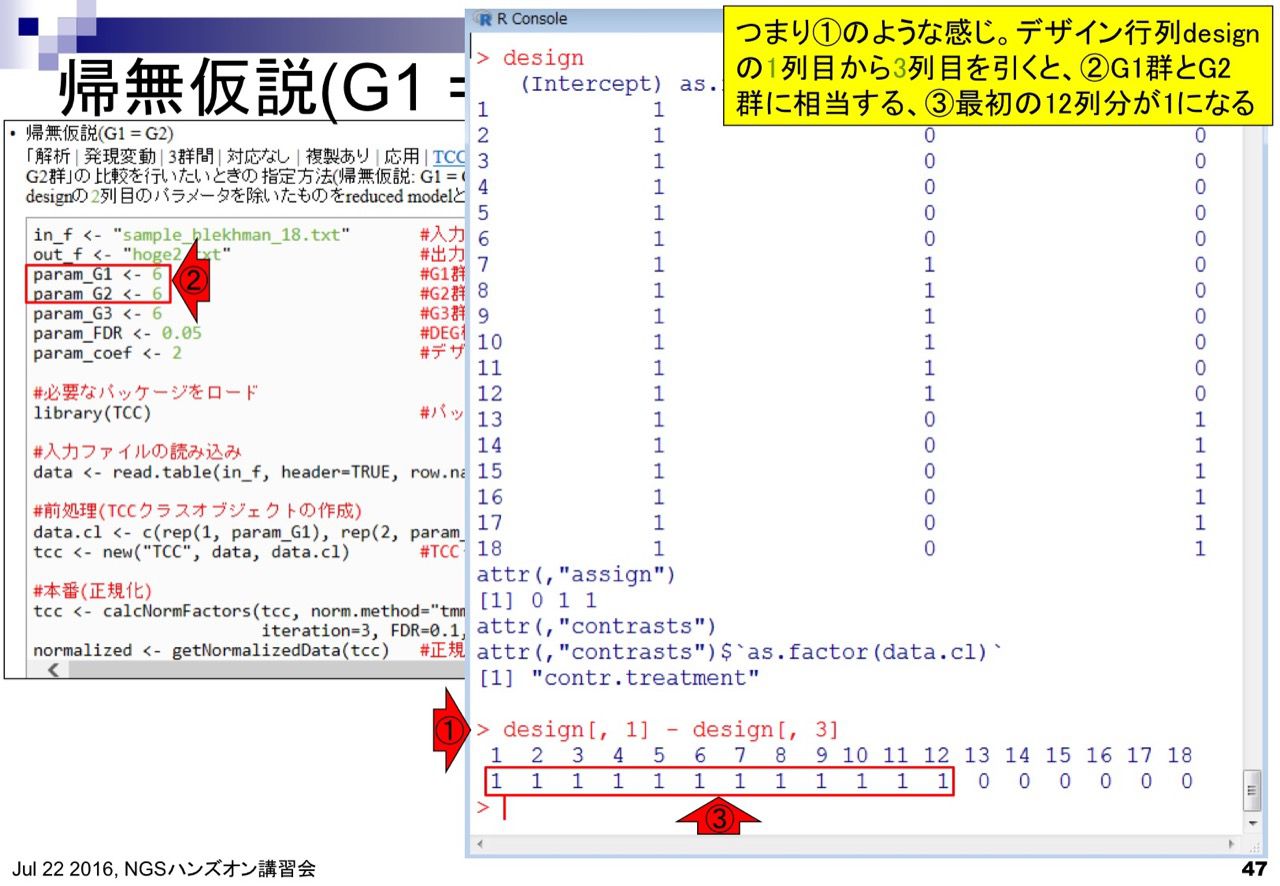 帰無仮説(G1 =
• 帰無仮説(G1 = G2)
「解析 | 発現変動 | 3群間 | 対応なし | 複製あり | 応用 | TCC
G2群」の比較を行いたいときの指定方法(帰無仮説: G1 =
designの2列目のパラメータを除いたものをreduced modelと
in_f <- "sample_blekhman_18.txt" #入力
out_f <- "hoge2.txt" #出力
param_G1 <- 6 #G1群
param_G2 <- 6 #G2群
param_G3 <- 6 #G3群
param_FDR <- 0.05 #DEG
param_coef <- 2 #デザ
②
#必要なパッケージをロード
library(TCC) #パッ
#入力ファイルの読み込み
data <- read.table(in_f, header=TRUE, row.na
#前処理(TCCクラスオブジェクトの作成)
data.cl <- c(rep(1, param_G1), rep(2, param_
tcc <- new("TCC", data, data.cl) #TCC
#本番(正規化)
tcc <- calcNormFactors(tcc, norm.method="tmm
iteration=3, FDR=0.1,
normalized <- getNormalizedData(tcc) #正規
R Console
> design
(Intercept) as.
1 1
2 1 0 0
3 1 0 0
4 1 0 0
5 1 0 0
6 1 0 0
7 1 1 0
8 1 1 0
9 1 1 0
10 1 1 0
11 1 1 0
12 1 1 0
13 1 0 1
14 1 0 1
15 1 0 1
16 1 0 1
17 1 0 1
18 1 0 1
attr(,"assign")
[1] 0 1 1
attr(,"contrasts")
attr(,"contrasts")$`as.factor(data.cl)`
[1] "contr.treatment"
① > design[, 1] - design[, 3]
1 2 3 4 5 6 7 8 9 10 11 12 13 14 15 16 17 18
1 1 1 1 1 1 1 1 1 1 1 1 0 0 0 0 0 0
>
③
つまり①のような感じ。デザイン行列design
の1列目から3列目を引くと、②G1群とG2
群に相当する、③最初の12列分が1になる
Jul 22 2016, NGSハンズオン講習会
47